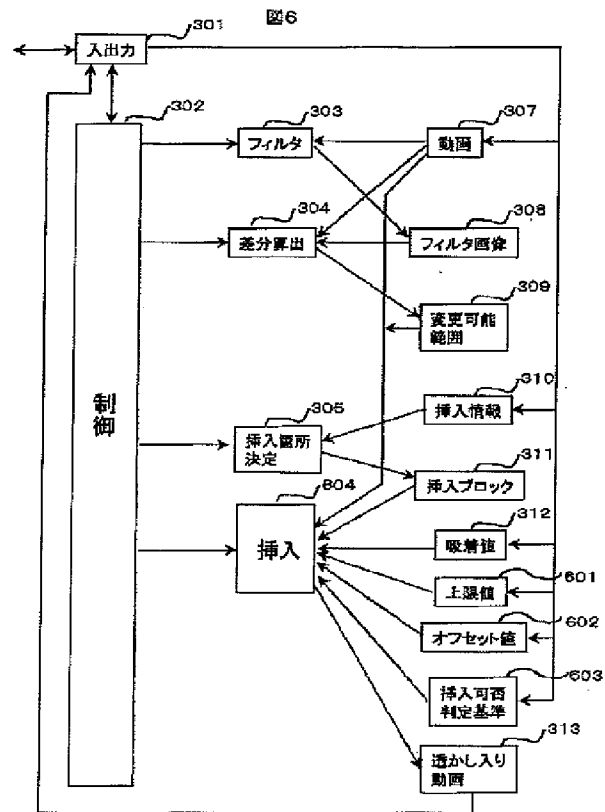 図6
301
入出力
302
303
307
フィルタ
動画
304
308
差分算出
フィルタ画像
309
変更可能
範囲
制御
305
310
挿入箇所
決定
挿入情報
311
604
挿入ブロック
挿入
312
吸着値
601
上限値
602
オフセット値
603
挿入可否
判定基準
313
透かし入り
動画